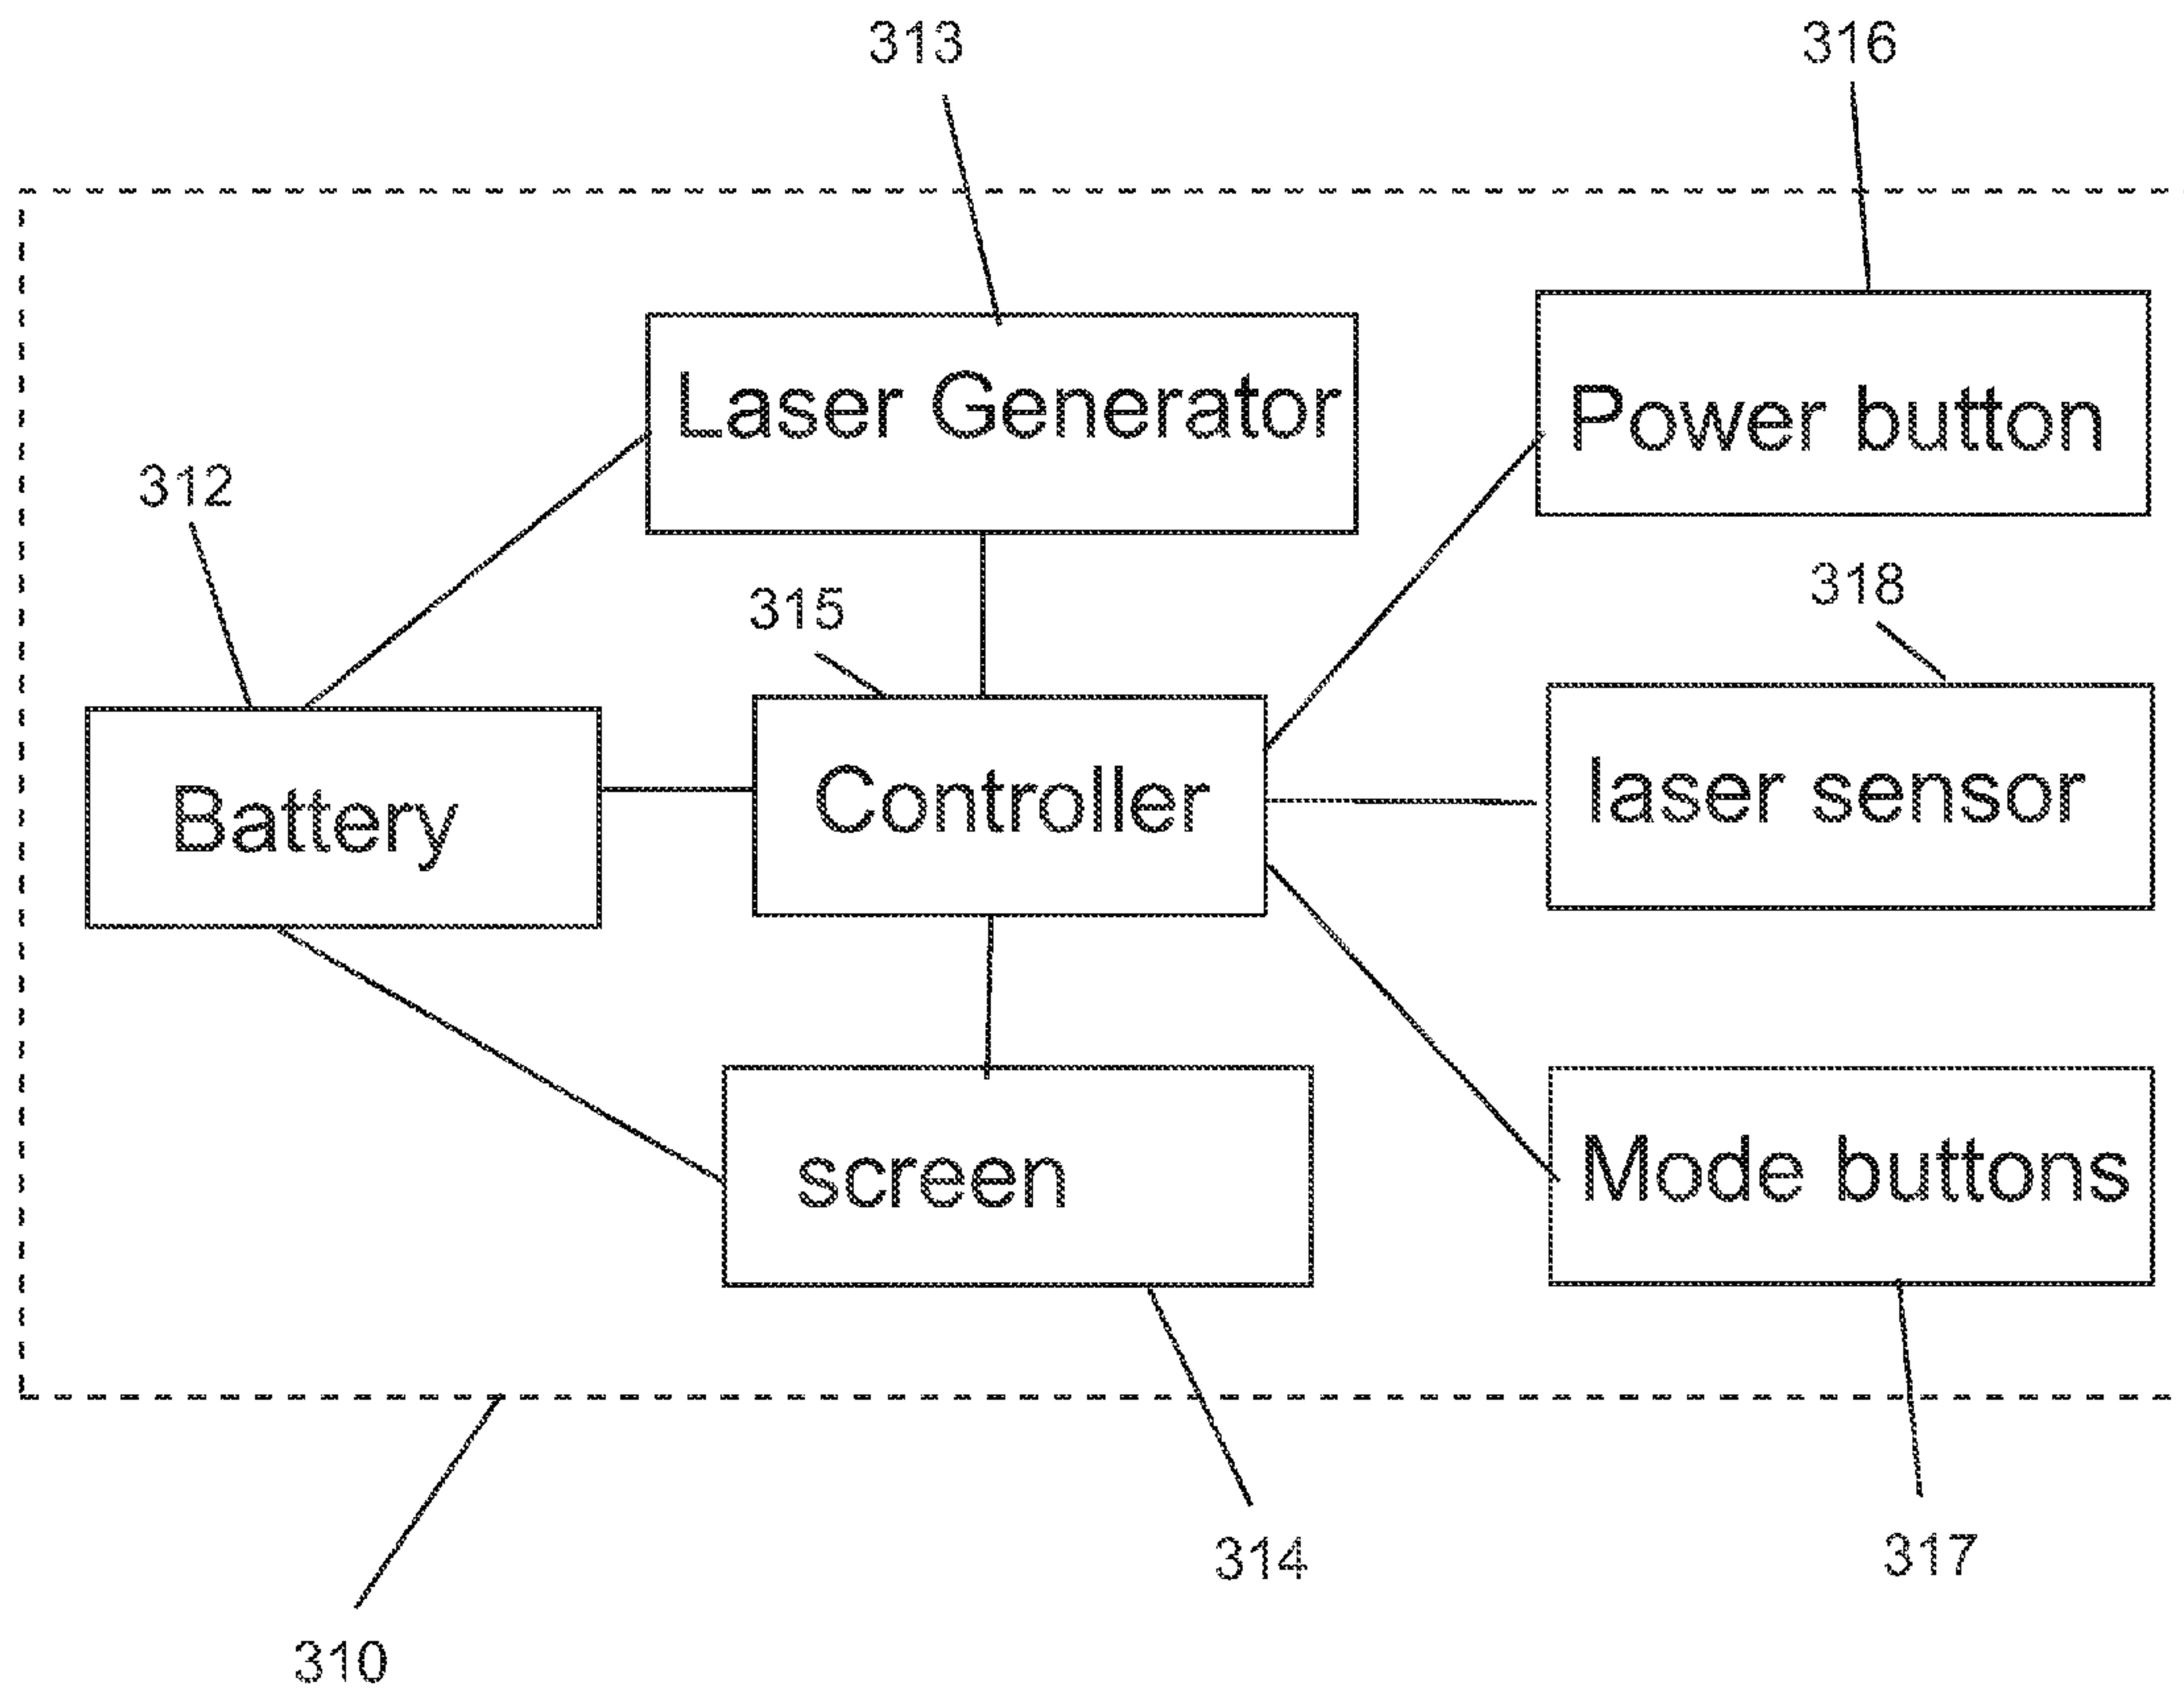 313
316
Laser Generator
Power button
312
318
315
Battery
Controller
laser sensor
screen
Mode buttons
314
317
310